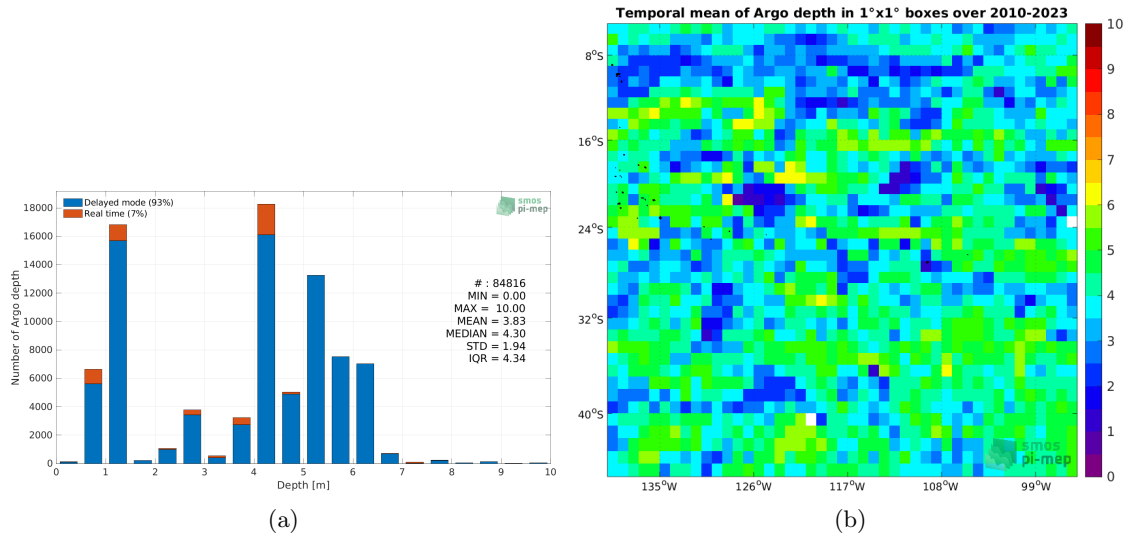 Delayed mode (93%)
Real time (7%)
smos
pi-mep
18000
16000
14000
12000
10000
8000
6000
4000
2000
0
Number of Argo depth
# : 84816
MIN = 0.00
MAX = 10.00
MEAN = 3.83
MEDIAN = 4.30
STD = 1.94
IQR = 4.34
0 1 2 3 4 5 6 7 8 9 10
Depth [m]
(a)
Temporal mean of Argo depth in 1°x1° boxes over 2010-2023
8°S
16°S
24°S
32°S
40°S
135°W 126°W 117°W 108°W 99°W
smos
pi-mep
10
9
8
7
6
5
4
3
2
1
0
(b)